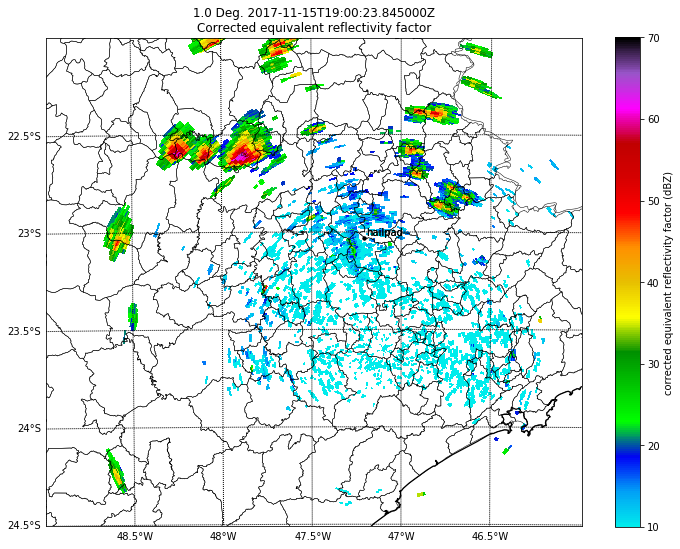 1.0 Deg. 2017-11-15T19:00:23.845000Z
Corrected equivalent reflectivity factor
22.5°S
23°S
23.5°S
24°S
24.5°S
hailpad
48.5°W
48°W
47.5°W
47°W
46.5°W
70
60
50
40
30
20
10
corrected equivalent reflectivity factor (dBZ)